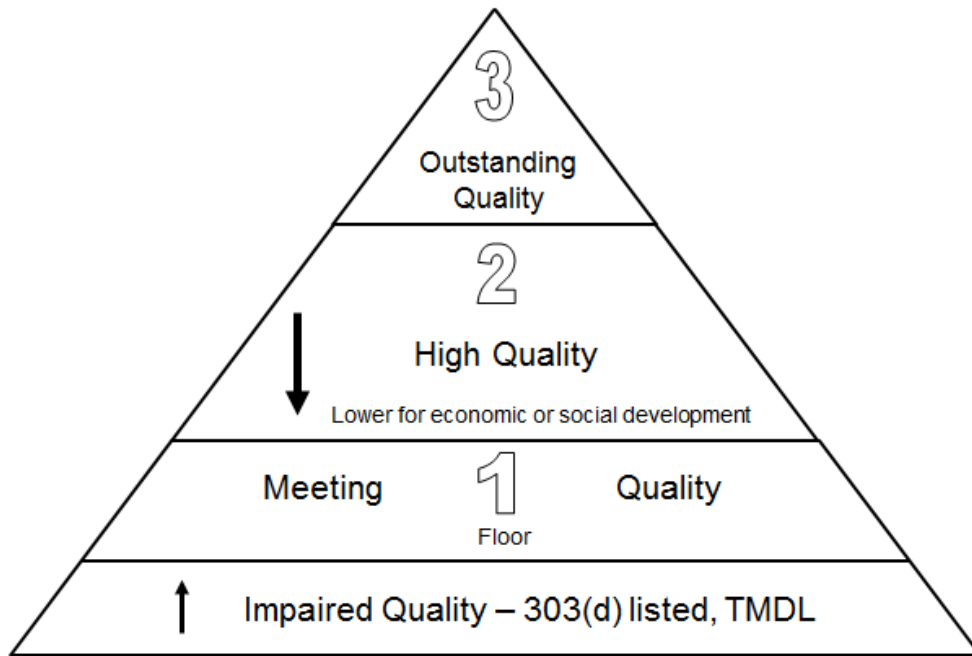 3
Outstanding
Quality
2
High Quality
Lower for economic or social development
Meeting 1 Quality
Floor
Impaired Quality – 303(d) listed, TMDL